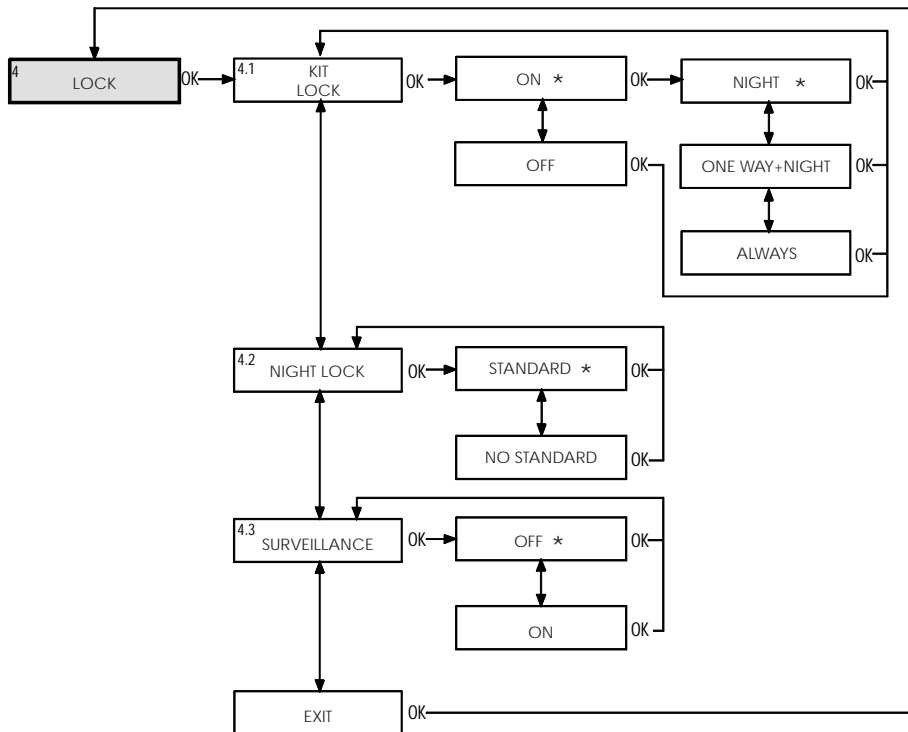 4
LOCK
OK
4.1
KIT
LOCK
OK
ON *
OK
NIGHT *
OK
OFF
OK
ONE WAY+NIGHT
OK
ALWAYS
OK
4.2
NIGHT LOCK
OK
STANDARD *
OK
NO STANDARD
OK
4.3
SURVEILLANCE
OK
OFF *
OK
ON
OK
EXIT
OK